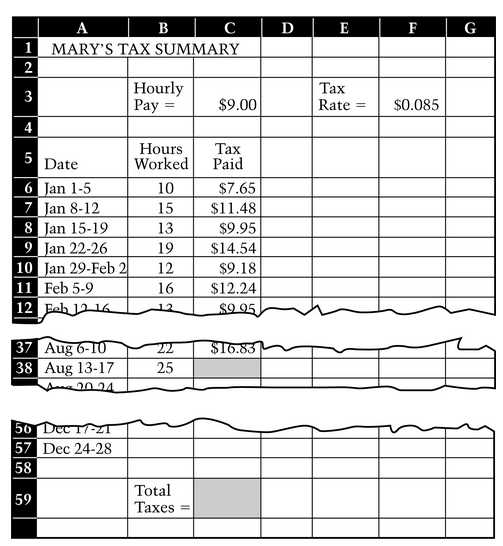 A B C D E F G
1 MARY'S TAX SUMMARY
2
3 Hourly Pay = $9.00 Tax Rate = $0.085
4
5 Date Hours Worked Tax Paid
6 Jan 1-5 10 $7.65
7 Jan 8-12 15 $11.48
8 Jan 15-19 13 $9.95
9 Jan 22-26 19 $14.54
10 Jan 29-Feb 2 12 $9.18
11 Feb 5-9 16 $12.24
12 Feb 12-16 13 $9.95
37 Aug 6-10 22 $16.83
38 Aug 13-17 25
Aug 20-24
56 Dec 17-21
57 Dec 24-28
58
59 Total Taxes =